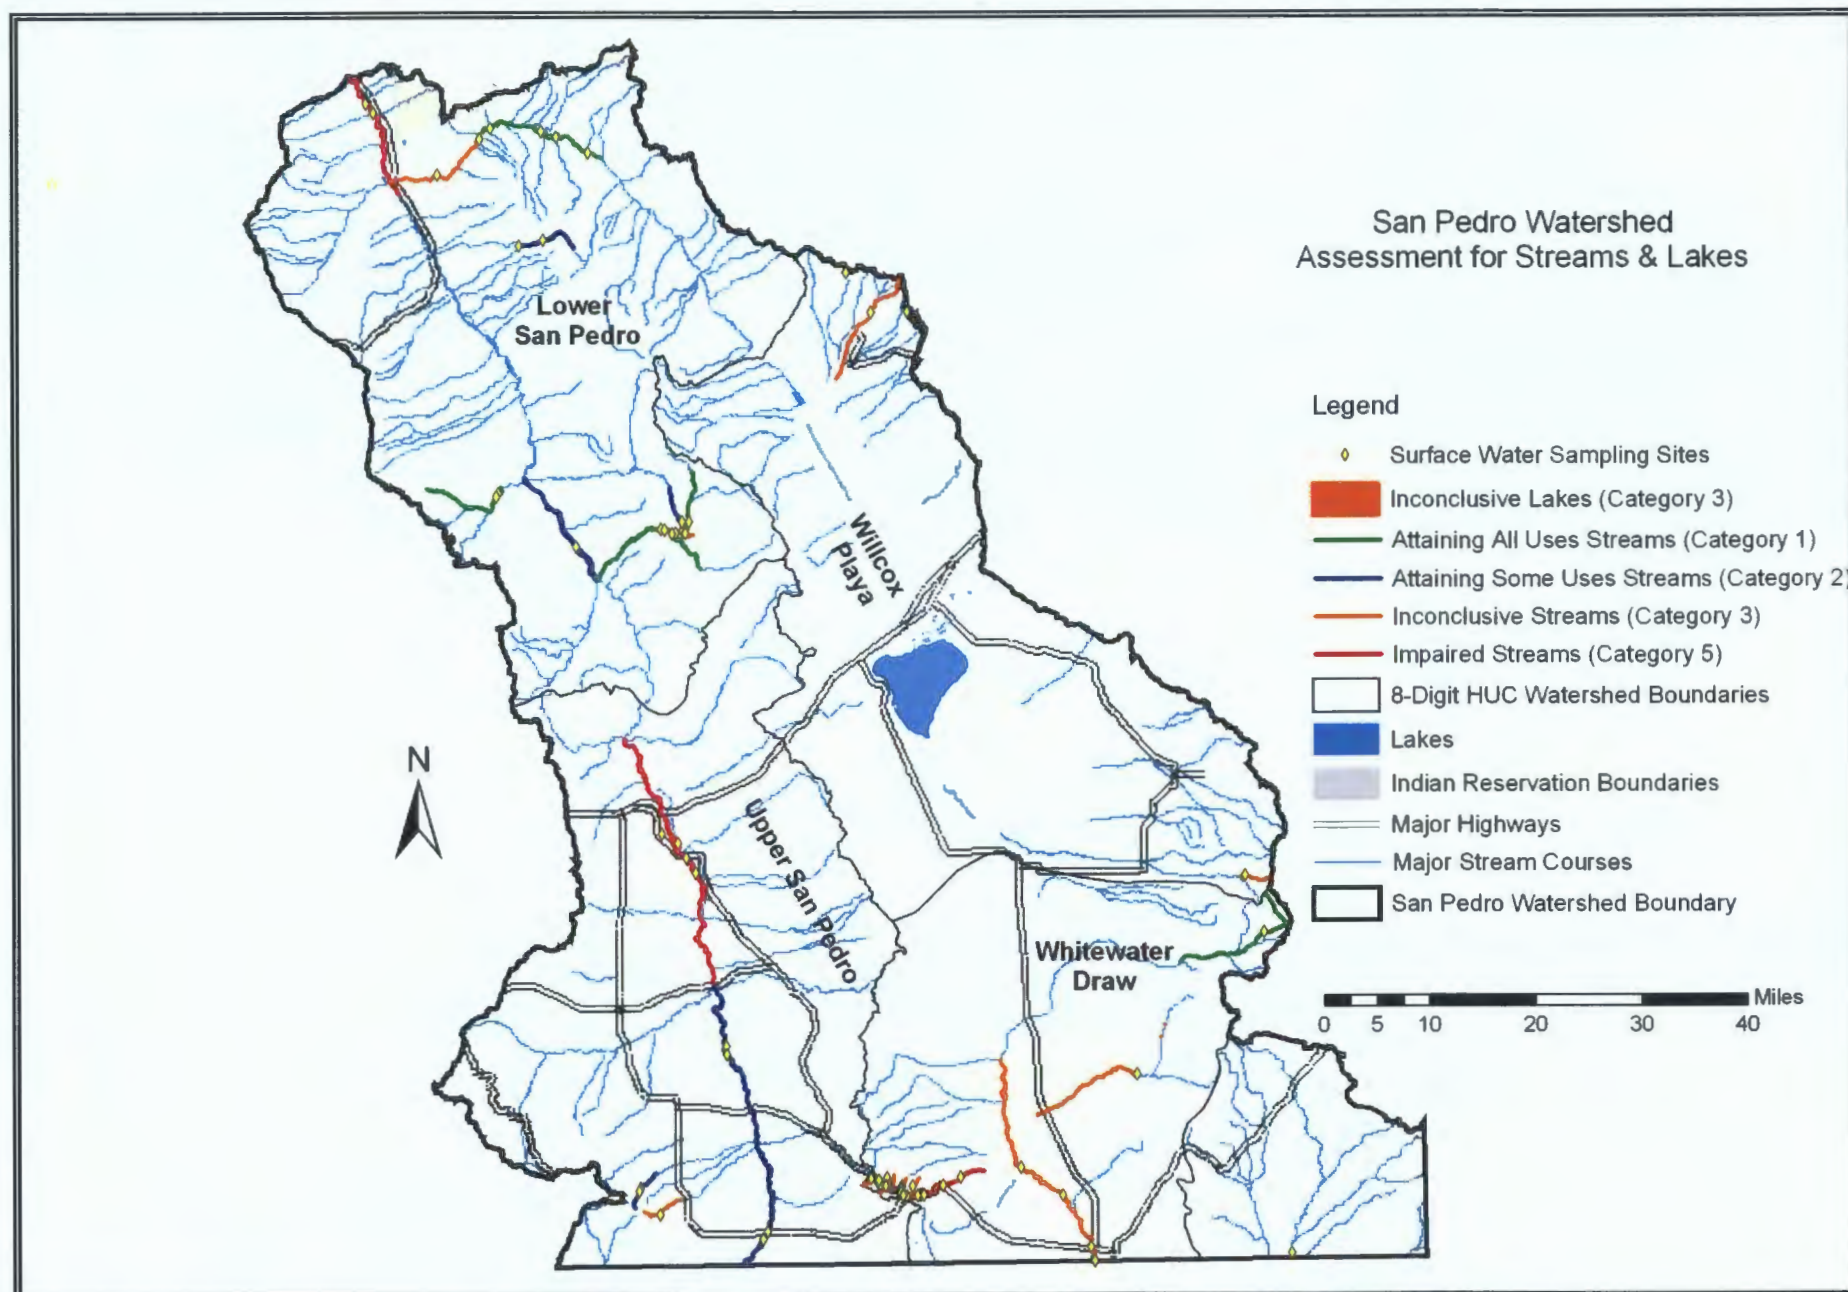 San Pedro Watershed
Assessment for Streams & Lakes
Lower
San Pedro
Willcox
Playa
Upper San Pedro
Whitewater
Draw
N
Legend
Surface Water Sampling Sites
Inconclusive Lakes (Category 3)
Attaining All Uses Streams (Category 1)
Attaining Some Uses Streams (Category 2)
Inconclusive Streams (Category 3)
Impaired Streams (Category 5)
8-Digit HUC Watershed Boundaries
Lakes
Indian Reservation Boundaries
Major Highways
Major Stream Courses
San Pedro Watershed Boundary
Miles
0 5 10 20 30 40